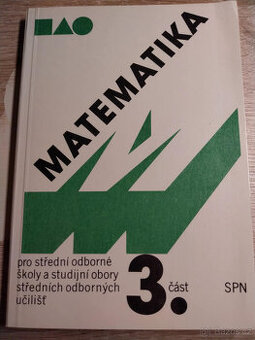 MATEMATIKA
pro střední odborné
školy a studijní obory
středních odborných
učilišť
3. část
SPN